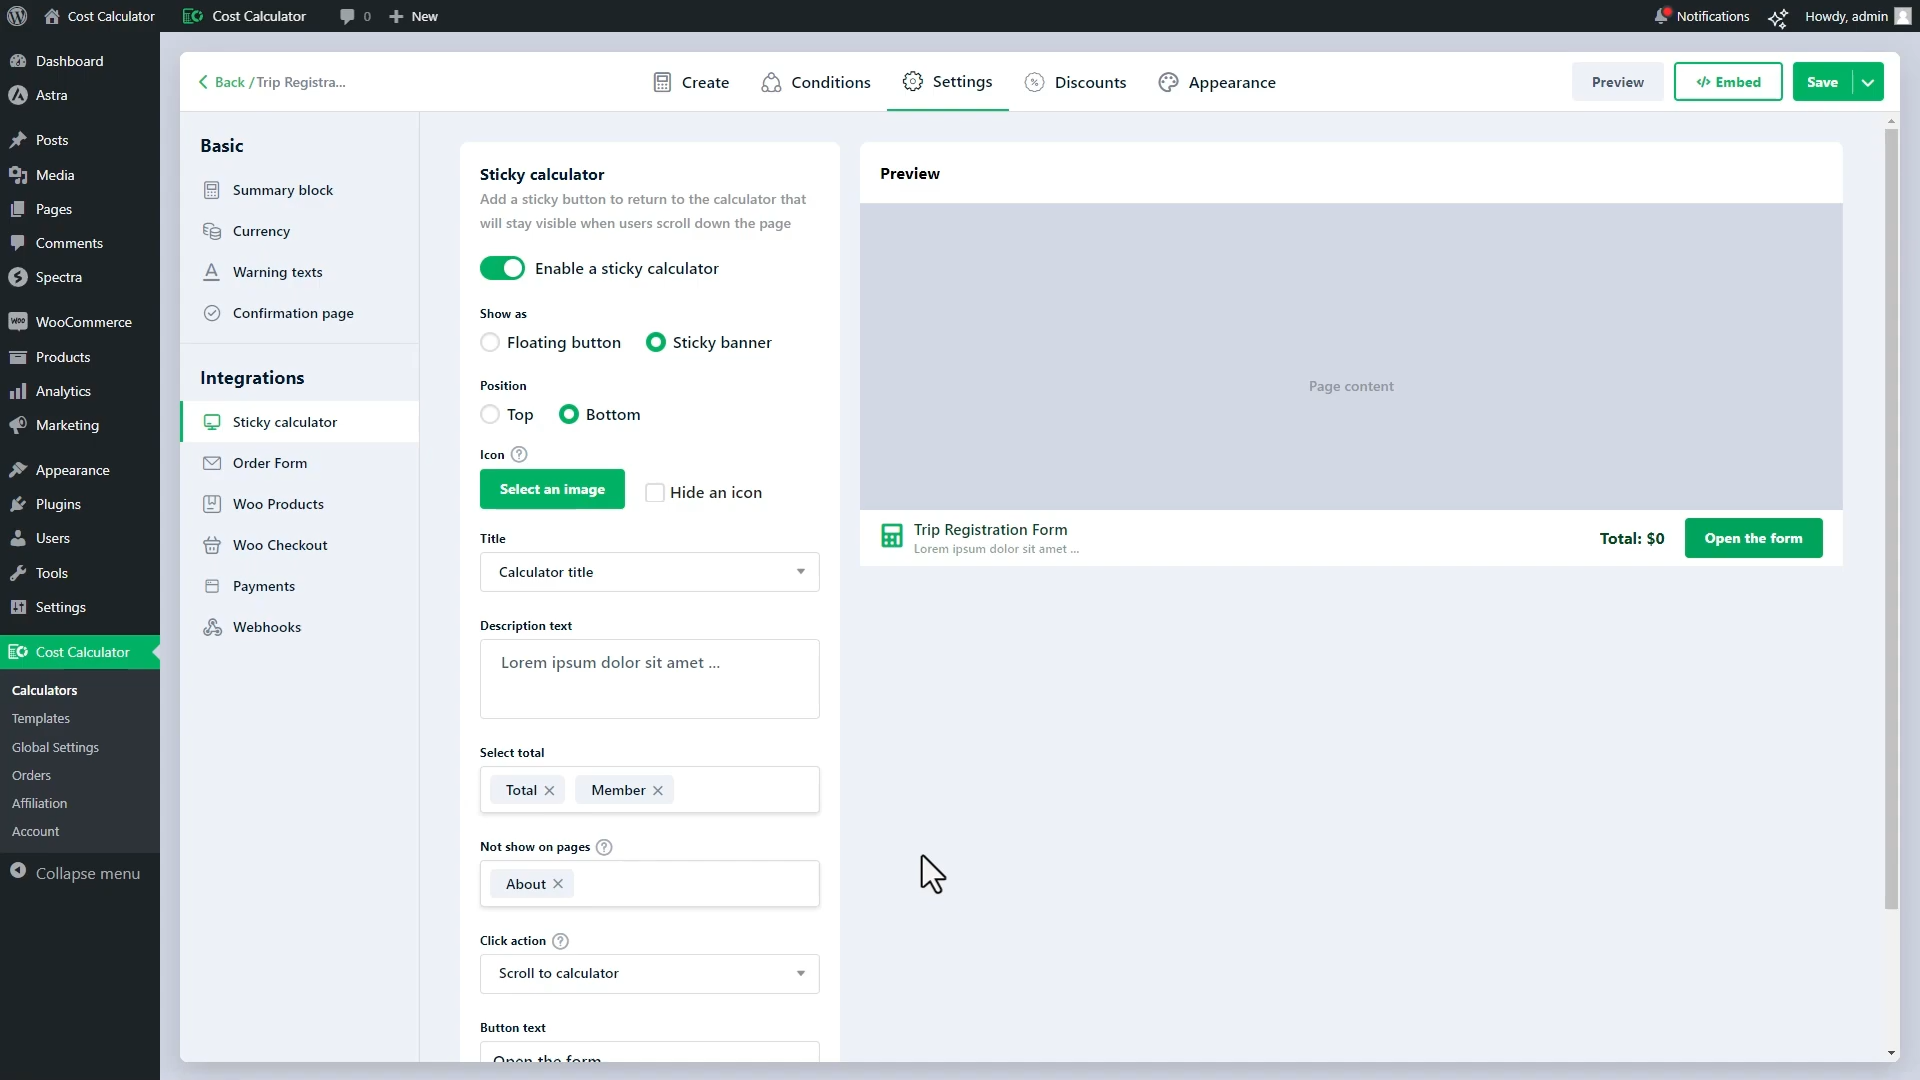 Cost Calculator
Cost Calculator
0
New
Notifications
Howdy, admin
Dashboard
Astra
Posts
Media
Pages
Comments
Spectra
WooCommerce
Products
Analytics
Marketing
Appearance
Plugins
Users
Tools
Settings
Cost Calculator
Calculators
Templates
Global Settings
Orders
Affiliation
Account
Collapse menu
Back / Trip Registra...
Create
Conditions
Settings
Discounts
Appearance
Preview
</> Embed
Save
Basic
Summary block
Currency
Warning texts
Confirmation page
Integrations
Sticky calculator
Order Form
Woo Products
Woo Checkout
Payments
Webhooks
Sticky calculator
Add a sticky button to return to the calculator that
will stay visible when users scroll down the page
Enable a sticky calculator
Show as
Floating button
Sticky banner
Position
Top
Bottom
Icon ?
Select an image
Hide an icon
Title
Calculator title
Description text
Lorem ipsum dolor sit amet ...
Select total
Total ×
Member ×
Not show on pages ?
About ×
Click action ?
Scroll to calculator
Button text
Open the form
Preview
Page content
Trip Registration Form
Lorem ipsum dolor sit amet ...
Total: $0
Open the form